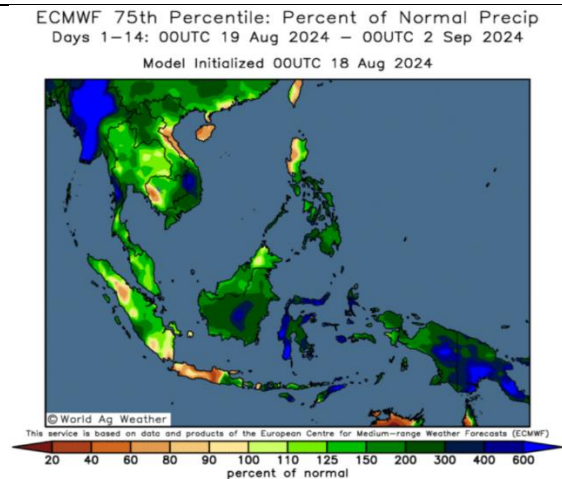 ECMWF 75th Percentile: Percent of Normal Precip
Days 1-14: 00UTC 19 Aug 2024 - 00UTC 2 Sep 2024
Model Initialized 00UTC 18 Aug 2024
©World Ag Weather
This service is based on data and products of the European Centre for Medium-range Weather Forecasts (ECMWF)
20 40 60 80 90 100 110 125 150 200 300 400 600
percent of normal